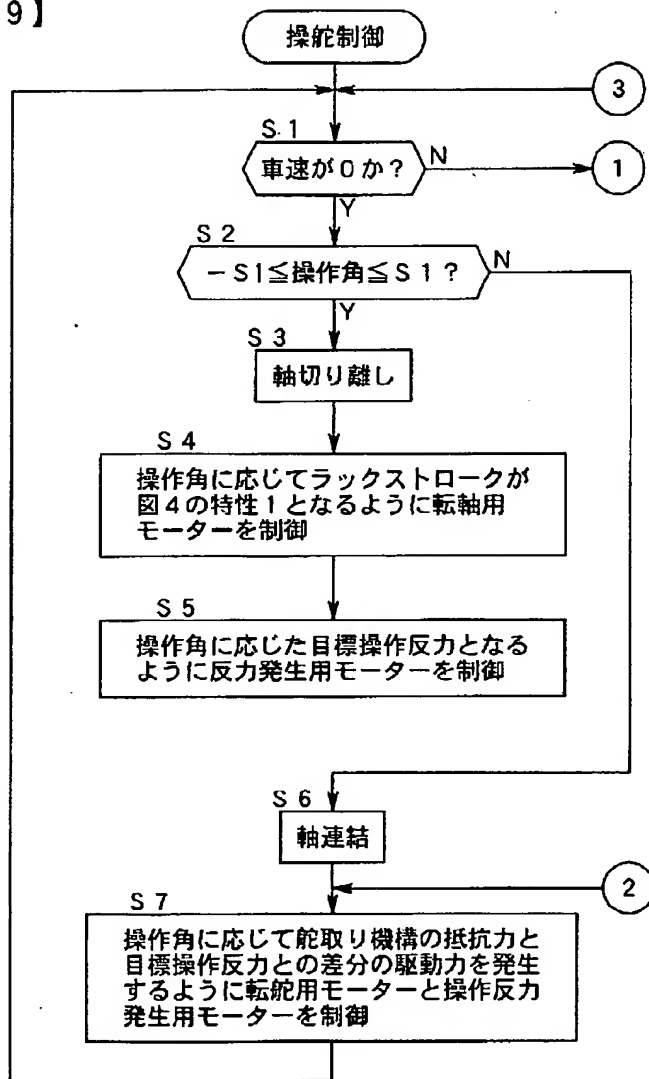 9】
操舵制御
3
S 1
車速が0か?
N
1
Y
S 2
－S1≦操作角≦S 1?
N
Y
S 3
軸切り離し
S 4
操作角に応じてラックストロークが
図4の特性1となるように転軸用
モーターを制御
S 5
操作角に応じた目標操作反力となる
ように反力発生用モーターを制御
S 6
軸連結
2
S 7
操作角に応じて舵取り機構の抵抗力と
目標操作反力との差分の駆動力を発生
するように転舵用モーターと操作反力
発生用モーターを制御